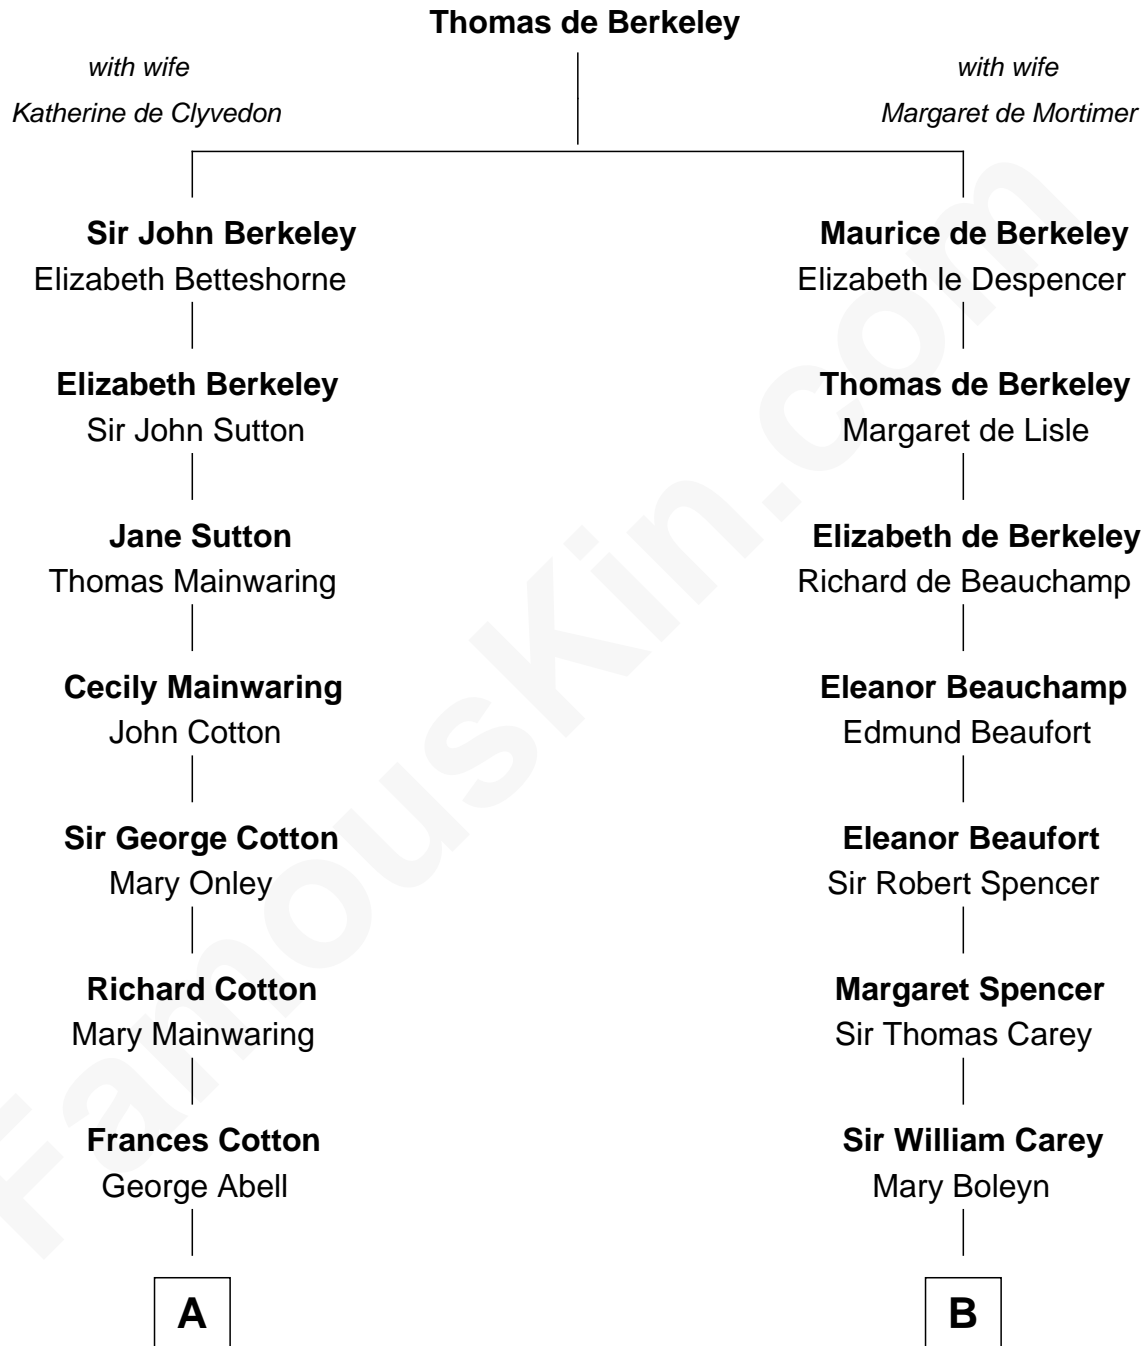 Thomas de Berkeley
with wife
Katherine de Clyvedon
with wife
Margaret de Mortimer
Sir John Berkeley
Elizabeth Betteshorne
Maurice de Berkeley
Elizabeth le Despencer
Elizabeth Berkeley
Sir John Sutton
Thomas de Berkeley
Margaret de Lisle
Jane Sutton
Thomas Mainwaring
Elizabeth de Berkeley
Richard de Beauchamp
Cecily Mainwaring
John Cotton
Eleanor Beauchamp
Edmund Beaufort
Sir George Cotton
Mary Onley
Eleanor Beaufort
Sir Robert Spencer
Richard Cotton
Mary Mainwaring
Margaret Spencer
Sir Thomas Carey
Frances Cotton
George Abell
Sir William Carey
Mary Boleyn
A
B
FamousKin.com